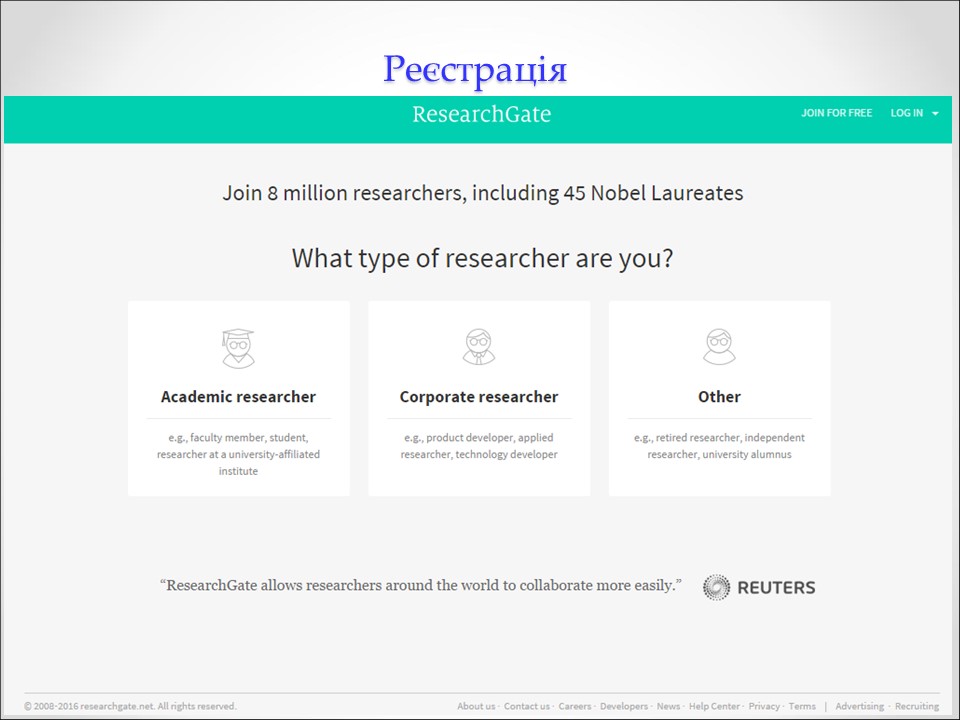 Реєстрація
ResearchGate
JOIN FOR FREE LOG IN
Join 8 million researchers, including 45 Nobel Laureates
What type of researcher are you?
Academic researcher
e.g., faculty member, student,
researcher at a university-affiliated
institute
Corporate researcher
e.g., product developer, applied
researcher, technology developer
Other
e.g., retired researcher, independent
researcher, university alumnus
“ResearchGate allows researchers around the world to collaborate more easily.”
REUTERS
© 2008-2016 researchgate.net. All rights reserved.
About us · Contact us · Careers · Developers · News · Help Center · Privacy · Terms | Advertising · Recruiting